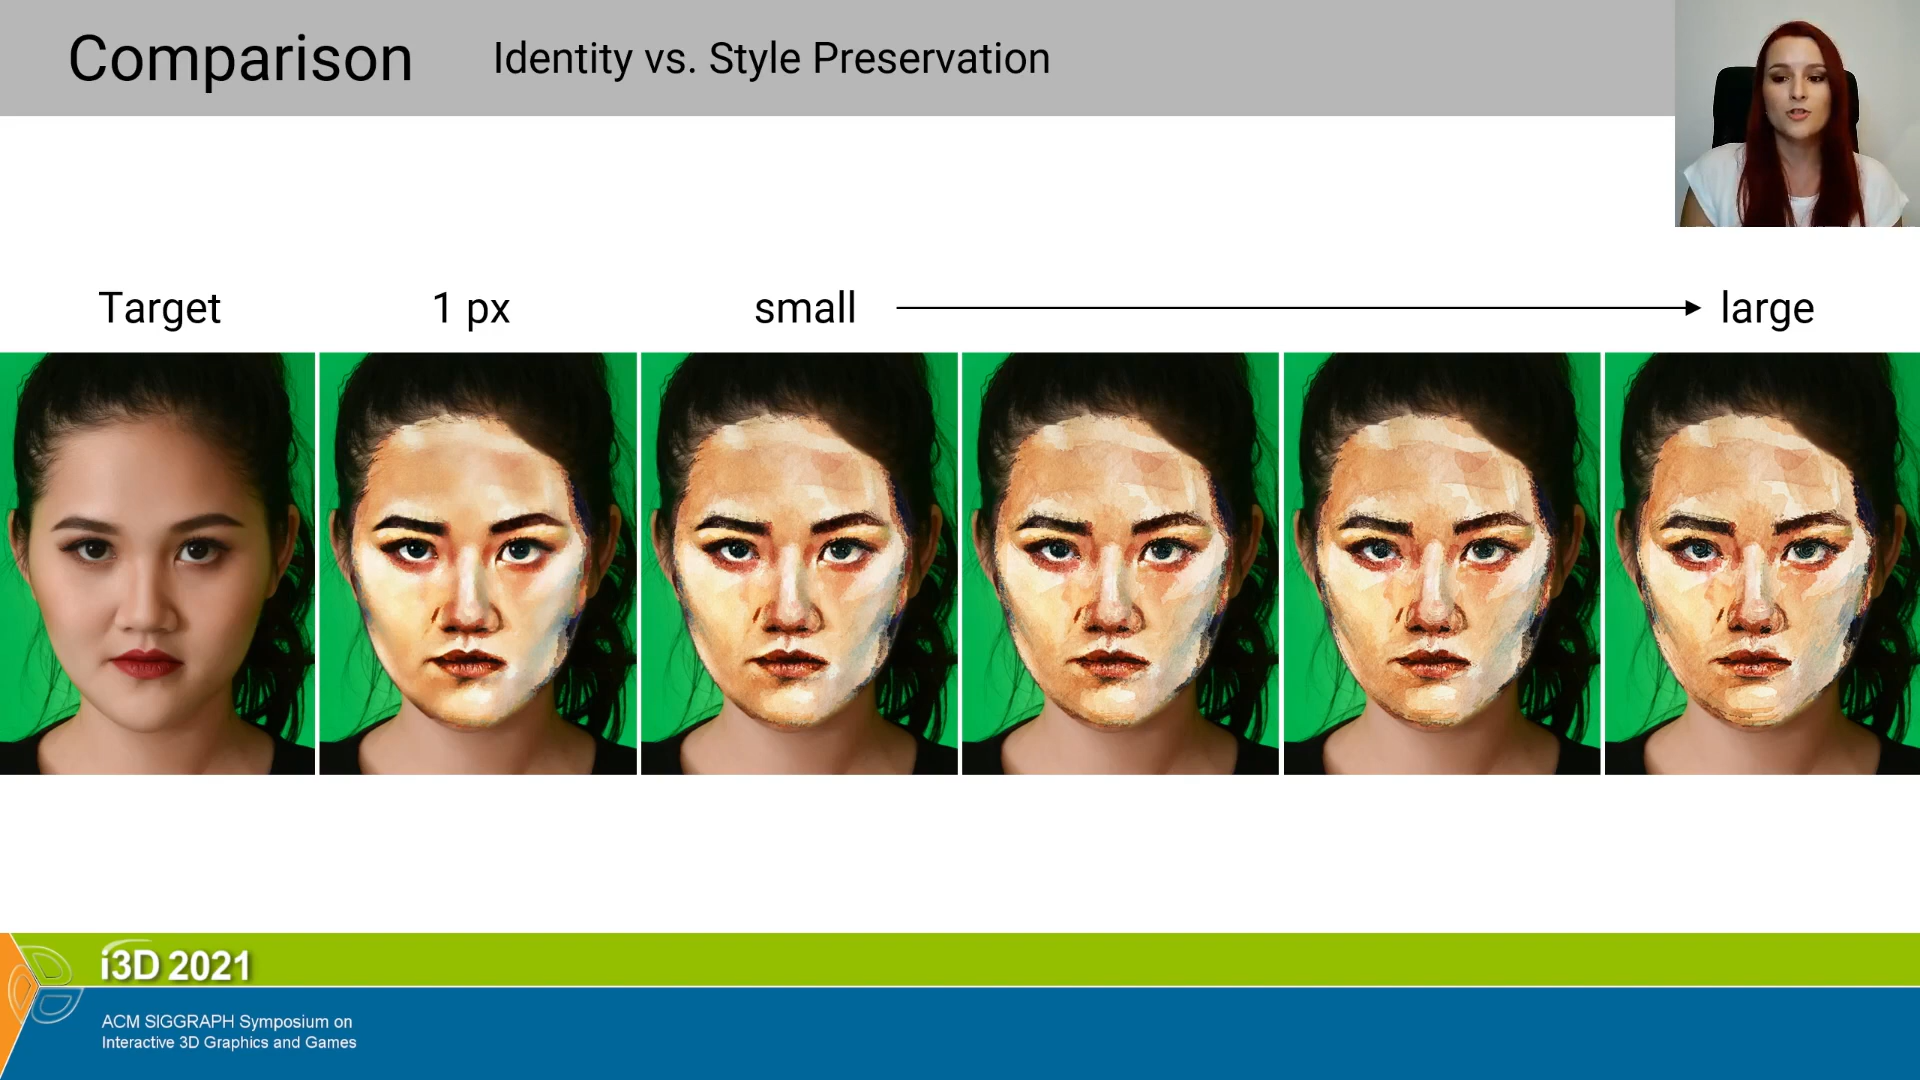 Comparison
Identity vs. Style Preservation
Target
1 px
small
large
i3D 2021
ACM SIGGRAPH Symposium on
Interactive 3D Graphics and Games